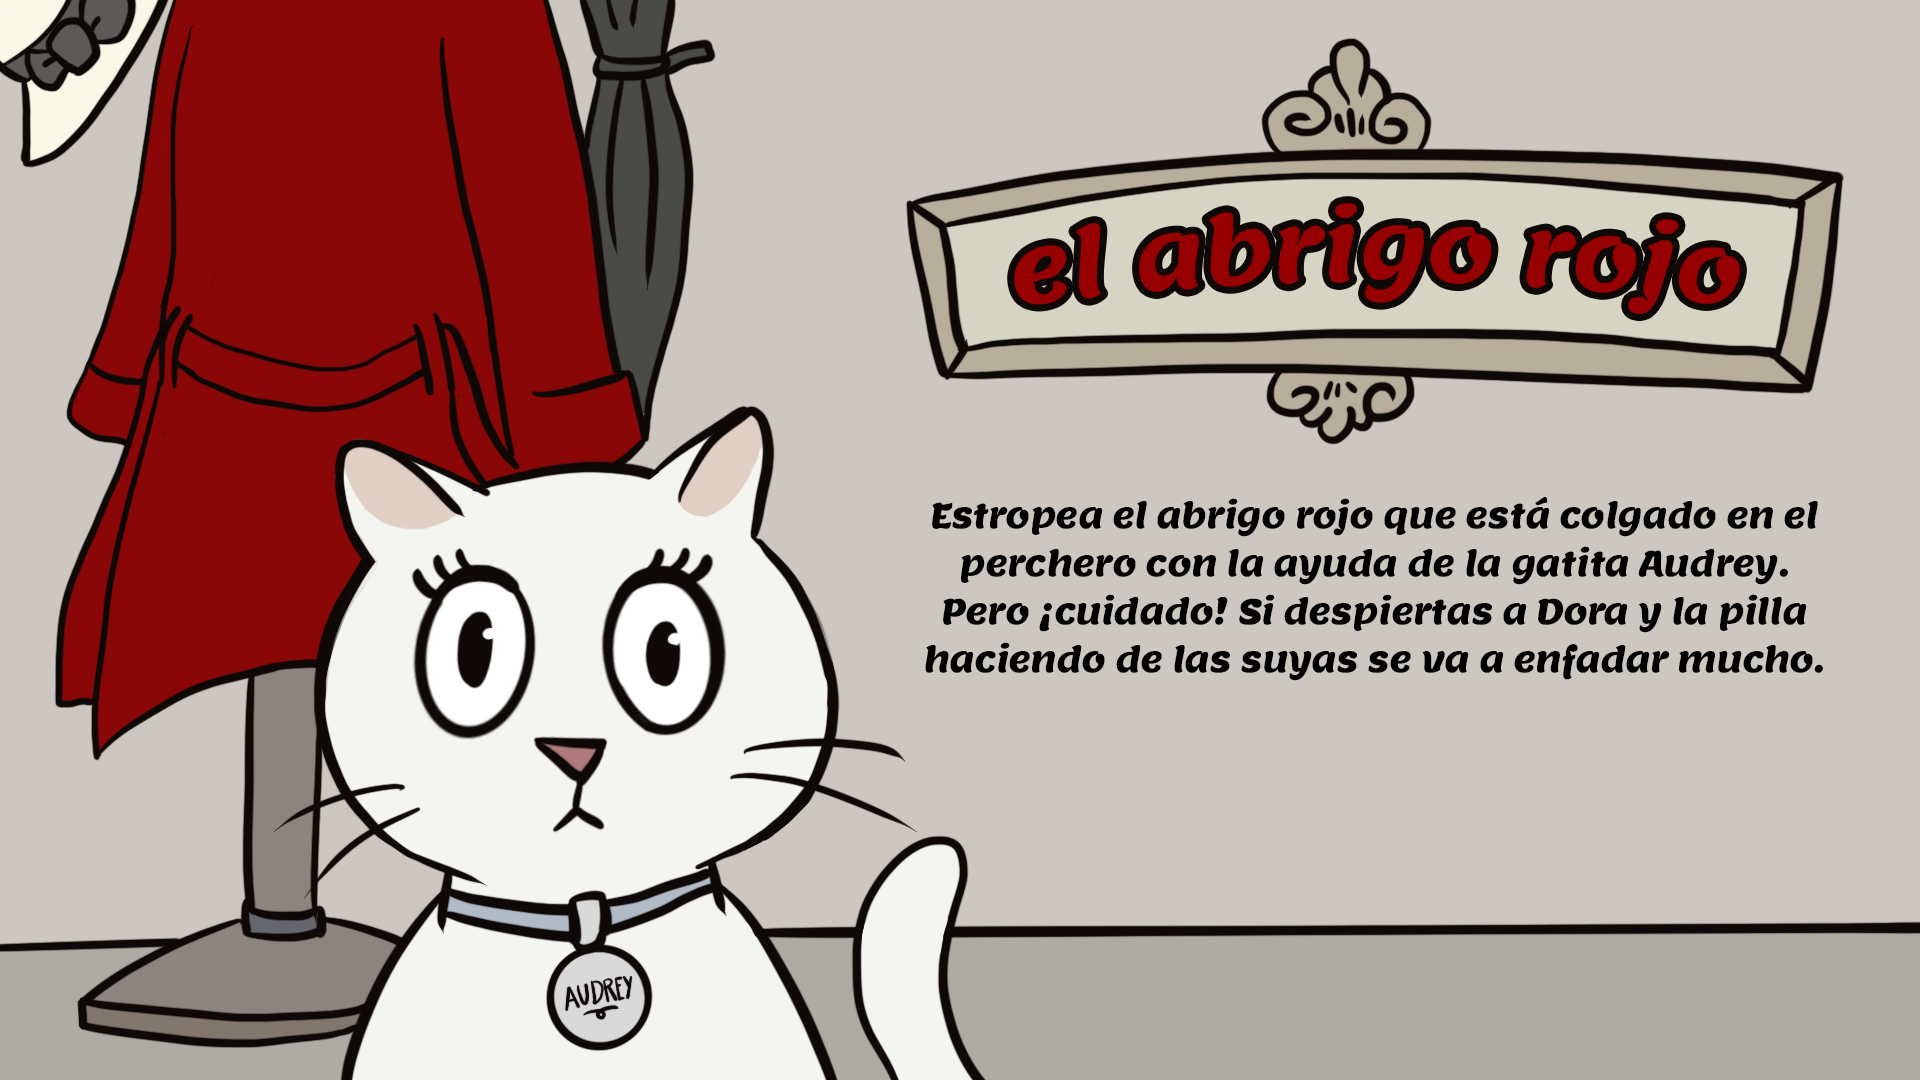 el abrigo rojo
Estropea el abrigo rojo que está colgado en el
perchero con la ayuda de la gatita Audrey.
Pero ¡cuidado! Si despiertas a Dora y la pilla
haciendo de las suyas se va a enfadar mucho.
AUDREY